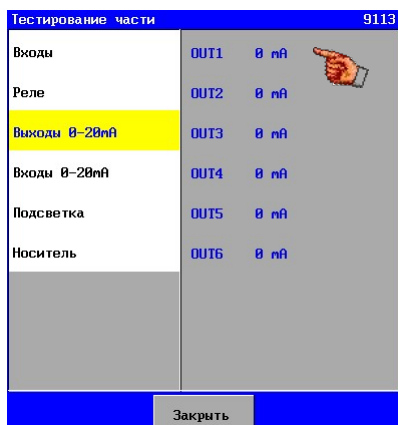 Тестирование части 9113
Входы
Реле
Выходы 0-20mA
Входы 0-20mA
Подсветка
Носитель
OUT1 0 mA
OUT2 0 mA
OUT3 0 mA
OUT4 0 mA
OUT5 0 mA
OUT6 0 mA
Закрыть